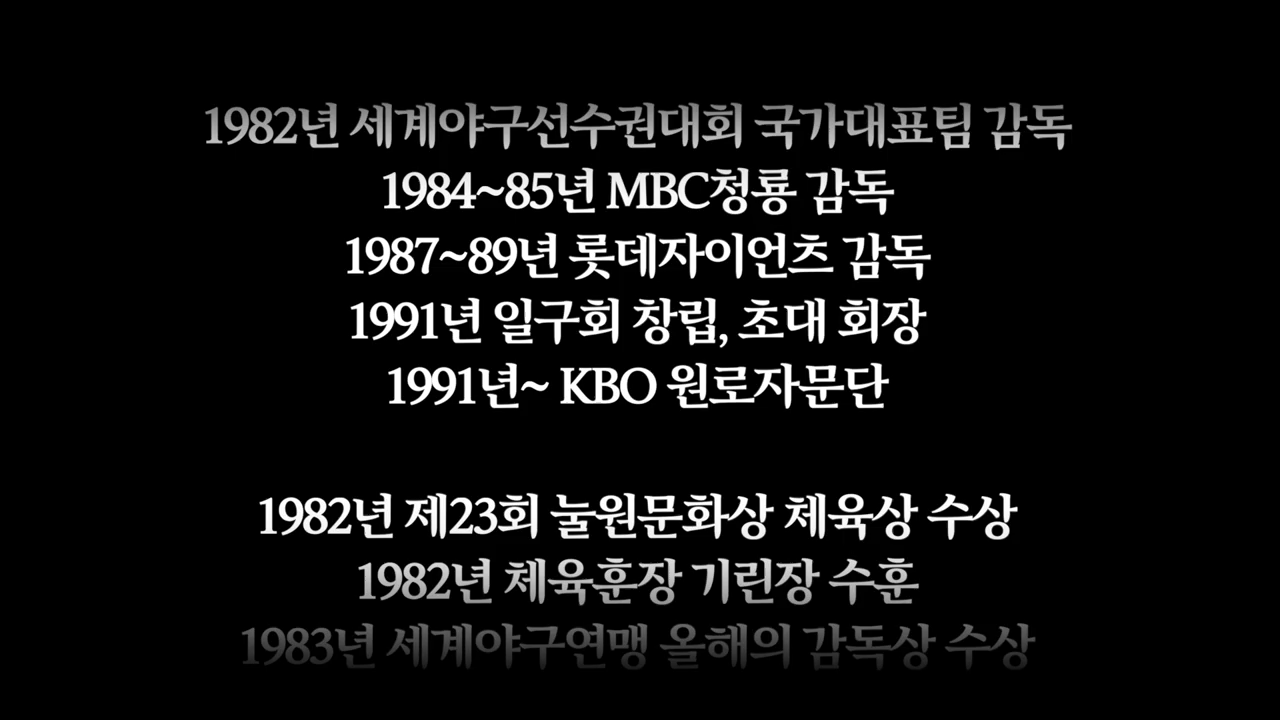 1982년 세계야구선수권대회 국가대표팀 감독
1984~85년 MBC청룡 감독
1987~89년 롯데자이언츠 감독
1991년 일구회 창립, 초대 회장
1991년~ KBO 원로자문단
1982년 제23회 눌원문화상 체육상 수상
1982년 체육훈장 기린장 수훈
1983년 세계야구연맹 올해의 감독상 수상